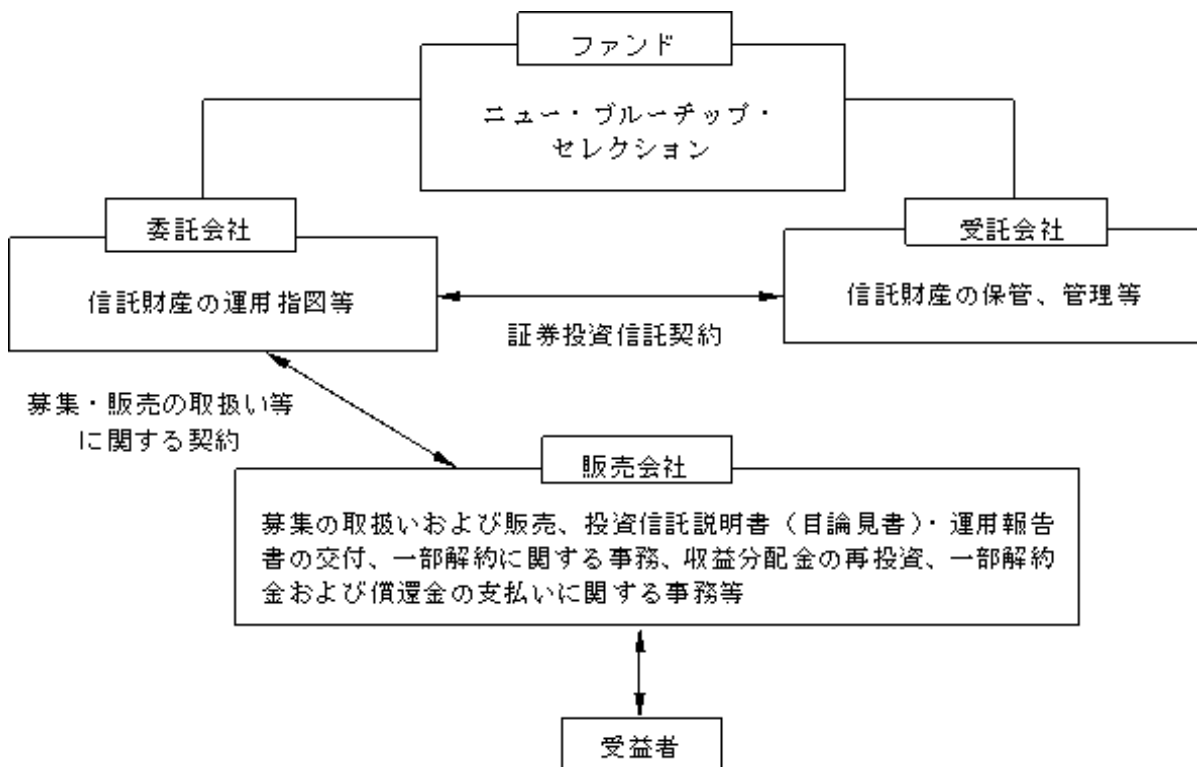 ファンド
ニュー・ブルーチップ・
セレクション
委託会社
受託会社
信託財産の運用指図等
信託財産の保管、管理等
証券投資信託契約
募集・販売の取扱い等
に関する契約
販売会社
募集の取扱いおよび販売、投資信託説明書（目論見書）・運用報告
書の交付、一部解約に関する事務、収益分配金の再投資、一部解約
金および償還金の支払いに関する事務等
受益者